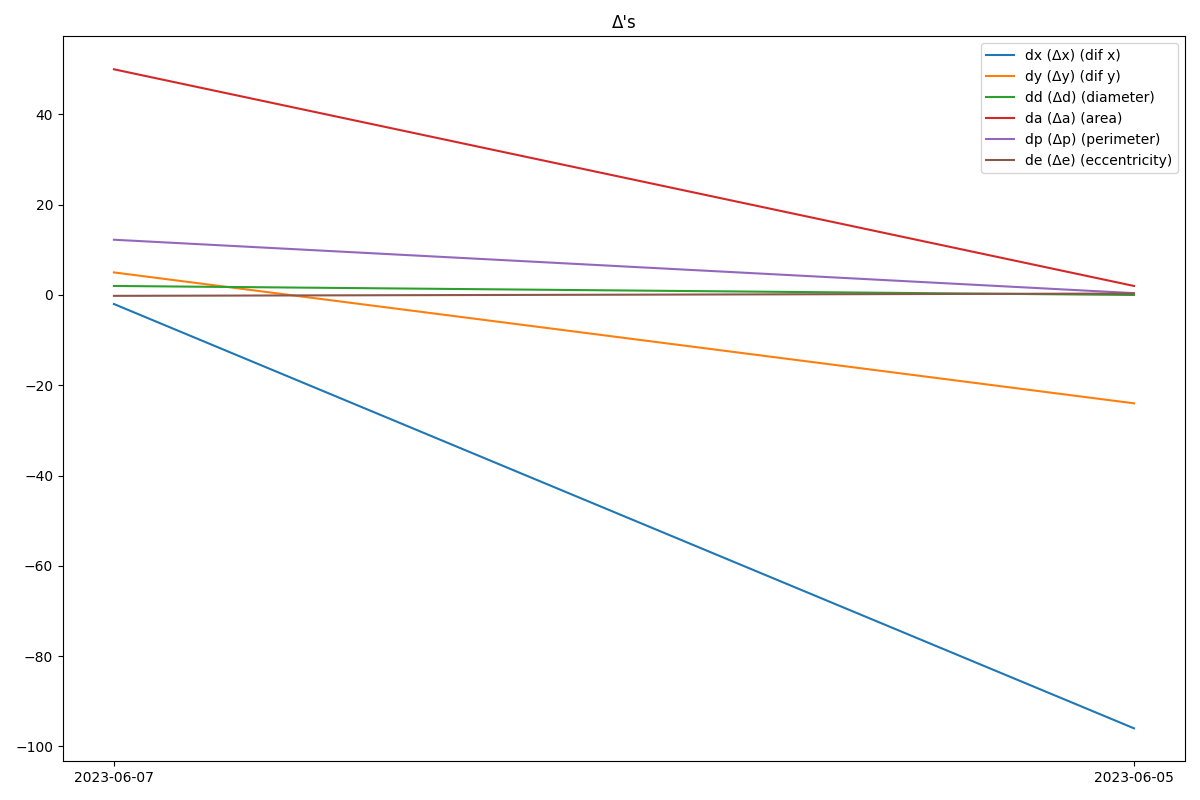 Δ's
dx (Δx) (dif x)
dy (Δy) (dif y)
dd (Δd) (diameter)
da (Δa) (area)
dp (Δp) (perimeter)
de (Δe) (eccentricity)
40
20
0
−20
−40
−60
−80
−100
2023-06-07 2023-06-05